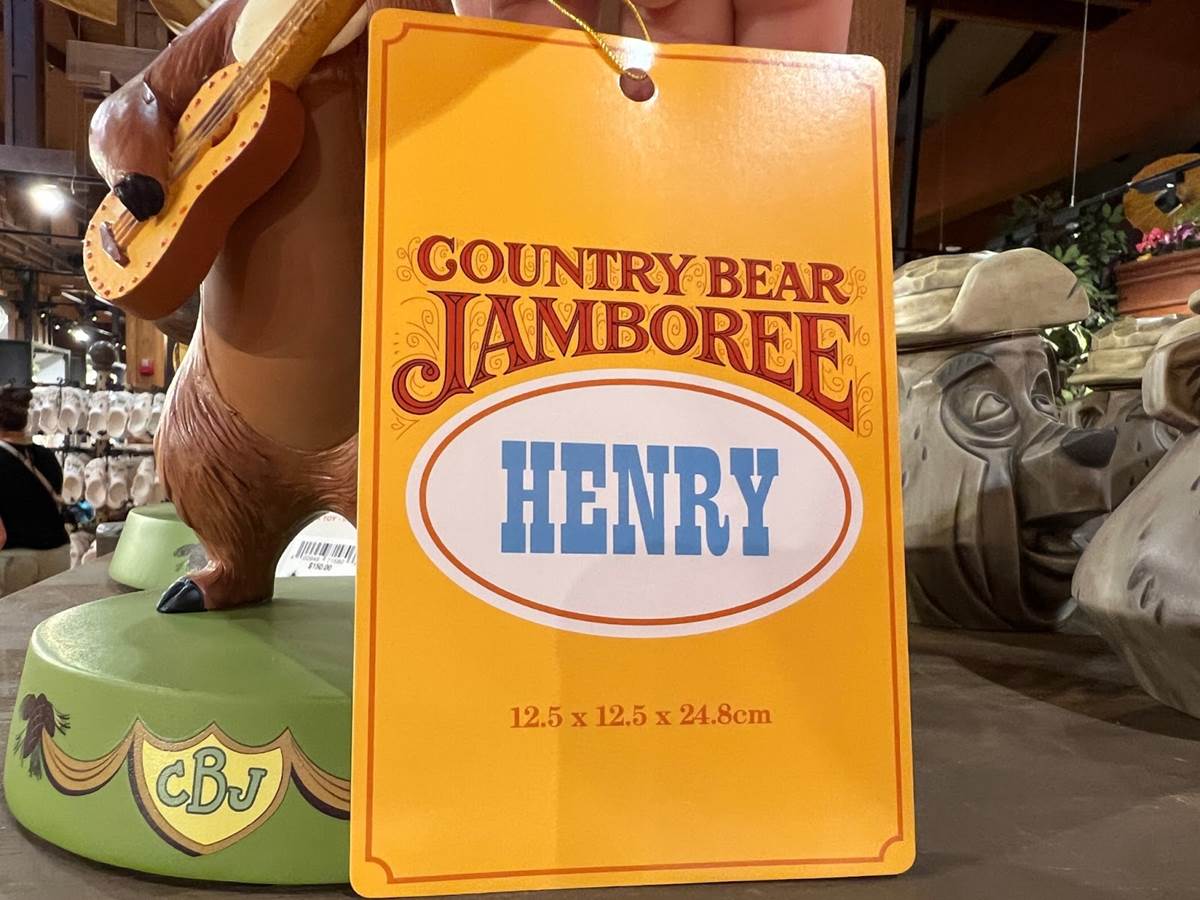 COUNTRY BEAR
JAMBOREE
HENRY
12.5 x 12.5 x 24.8cm
CBJ
$150.00